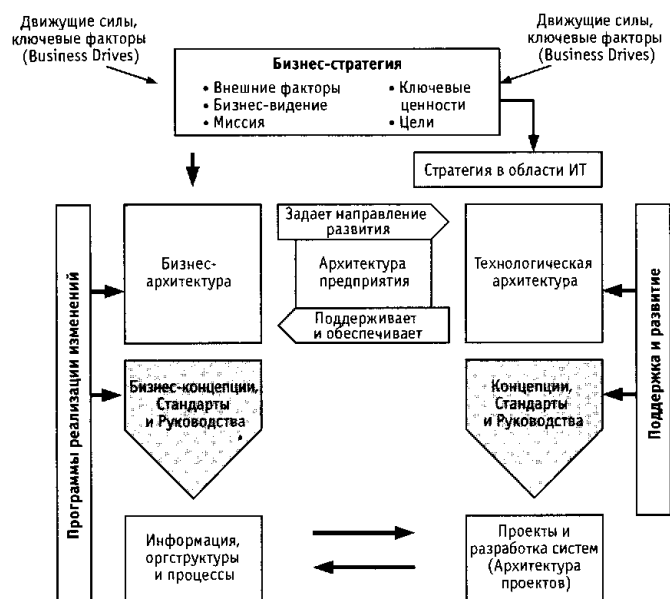 Движущие силы,
ключевые факторы
(Business Drives)
Движущие силы,
ключевые факторы
(Business Drives)
Бизнес-стратегия
• Внешние факторы
• Бизнес-видение
• Миссия
• Ключевые
ценности
• Цели
Стратегия в области ИТ
Программы реализации изменений
Бизнес-
архитектура
Задает направление
развития
Архитектура
предприятия
Поддерживает
и обеспечивает
Технологическая
архитектура
Поддержка и развитие
Бизнес-концепции,
Стандарты
и Руководства
Концепции,
Стандарты
и Руководства
Информация,
оргструктуры
и процессы
Проекты и
разработка систем
(Архитектура
проектов)